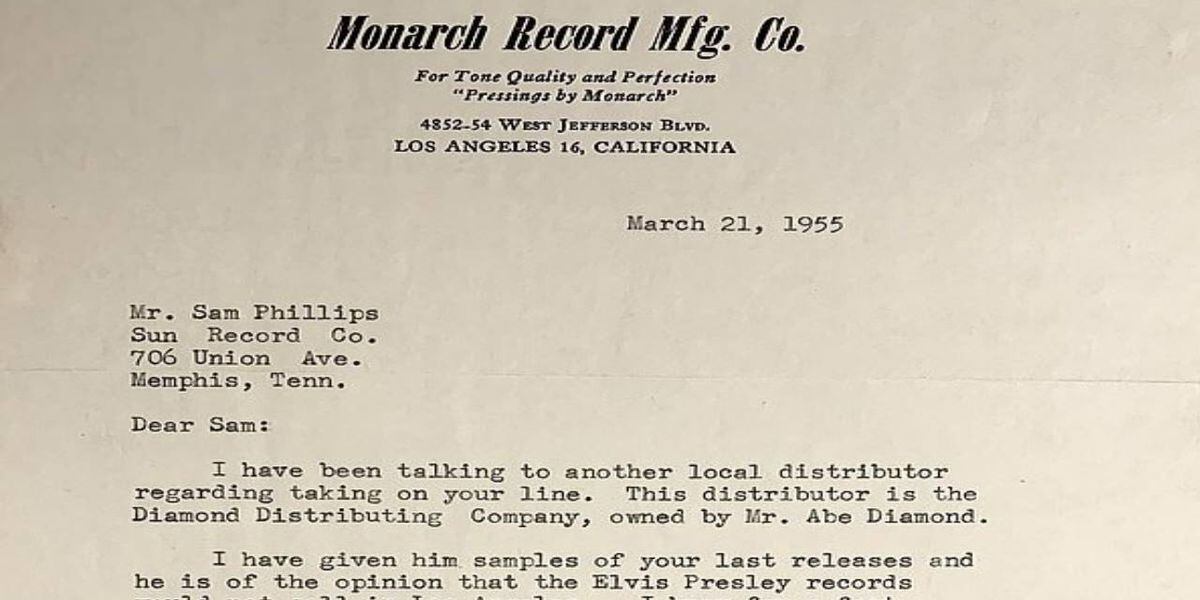 Monarch Record Mfg. Co.
For Tone Quality and Perfection
"Pressings by Monarch"
4852-54 West Jefferson Blvd.
LOS ANGELES 16, CALIFORNIA
March 21, 1955
Mr. Sam Phillips
Sun Record Co.
706 Union Ave.
Memphis, Tenn.
Dear Sam:
I have been talking to another local distributor
regarding taking on your line. This distributor is the
Diamond Distributing Company, owned by Mr. Abe Diamond.
I have given him samples of your last releases and
he is of the opinion that the Elvis Presley records